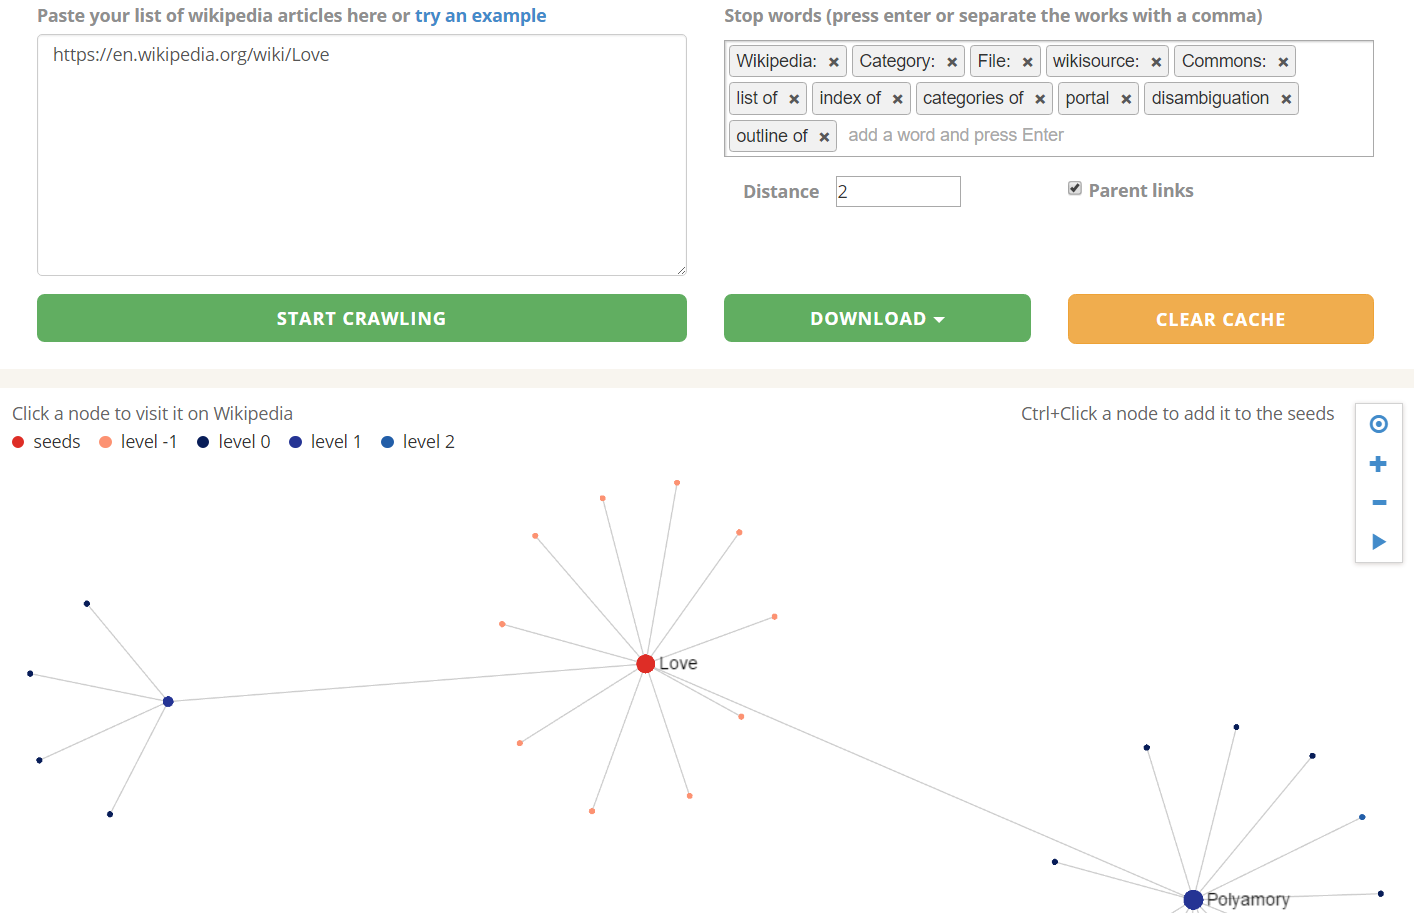 Paste your list of wikipedia articles here or try an example
https://en.wikipedia.org/wiki/Love
START CRAWLING
Stop words (press enter or separate the works with a comma)
Wikipedia: × Category: × File: × wikisource: × Commons: ×
list of × index of × categories of × portal × disambiguation ×
outline of × add a word and press Enter
Distance 2
Parent links
DOWNLOAD
CLEAR CACHE
Click a node to visit it on Wikipedia
Ctrl+Click a node to add it to the seeds
seeds level -1 level 0 level 1 level 2
Love
Polyamory